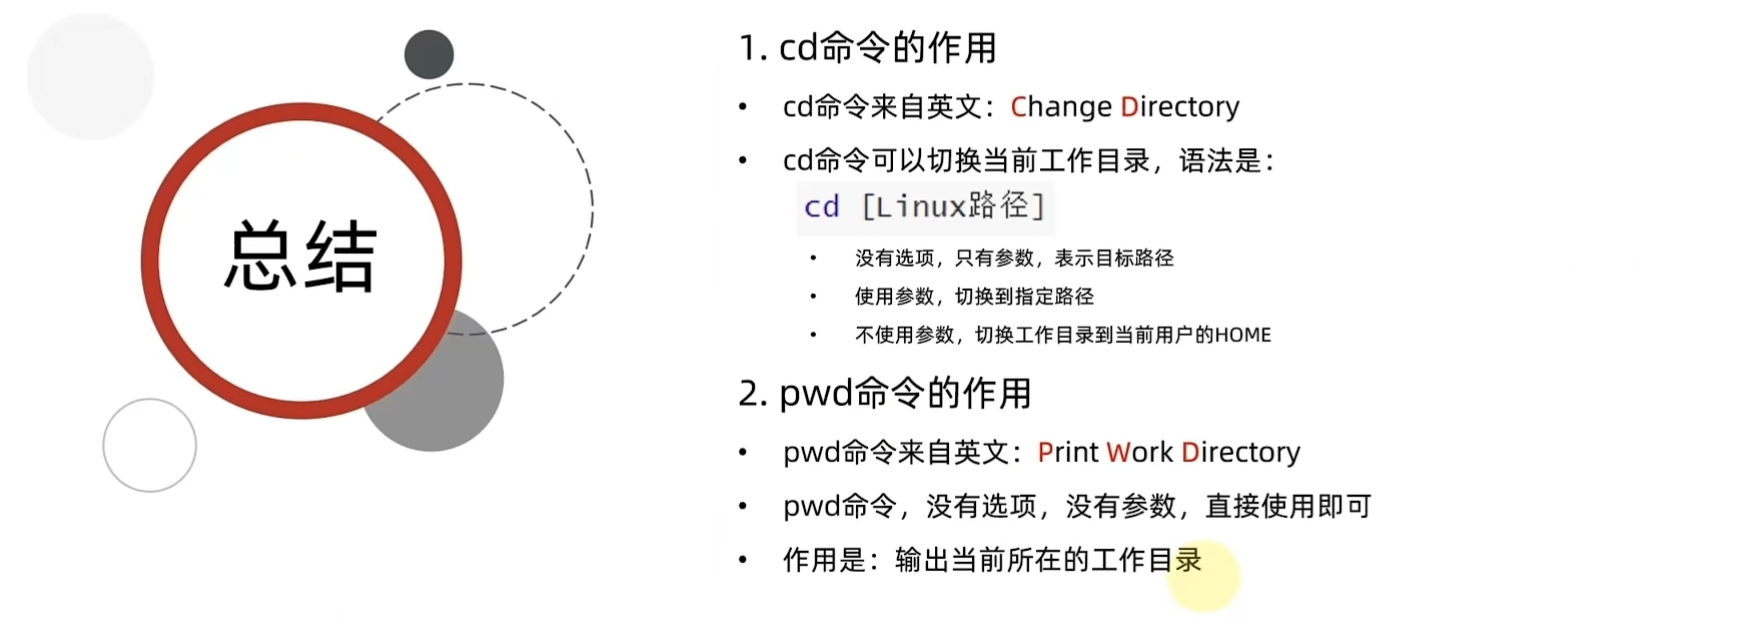 总结
1. cd命令的作用
• cd命令来自英文：Change Directory
• cd命令可以切换当前工作目录，语法是：
cd [Linux路径]
• 没有选项，只有参数，表示目标路径
• 使用参数，切换到指定路径
• 不使用参数，切换工作目录到当前用户的HOME
2. pwd命令的作用
• pwd命令来自英文：Print Work Directory
• pwd命令，没有选项，没有参数，直接使用即可
• 作用是：输出当前所在的工作目录